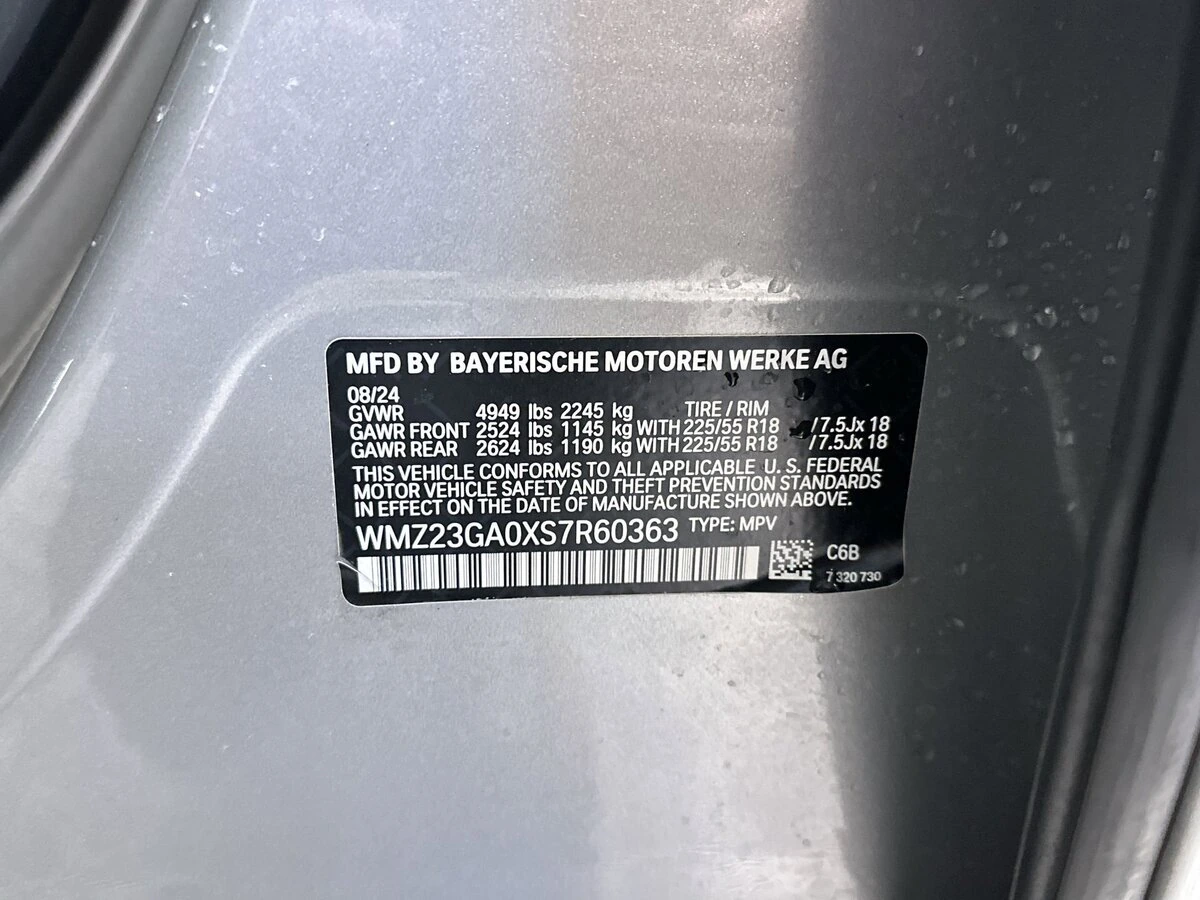 MFD BY BAYERISCHE MOTOREN WERKE AG
08/24
GVWR 4949 lbs 2245 kg TIRE / RIM
GAWR FRONT 2524 lbs 1145 kg WITH 225/55 R18 /7.5Jx 18
GAWR REAR 2624 lbs 1190 kg WITH 225/55 R18 /7.5Jx 18
THIS VEHICLE CONFORMS TO ALL APPLICABLE U. S. FEDERAL
MOTOR VEHICLE SAFETY AND THEFT PREVENTION STANDARDS
IN EFFECT ON THE DATE OF MANUFACTURE SHOWN ABOVE.
WMZ23GA0XS7R60363 TYPE: MPV
C6B
7 320 730